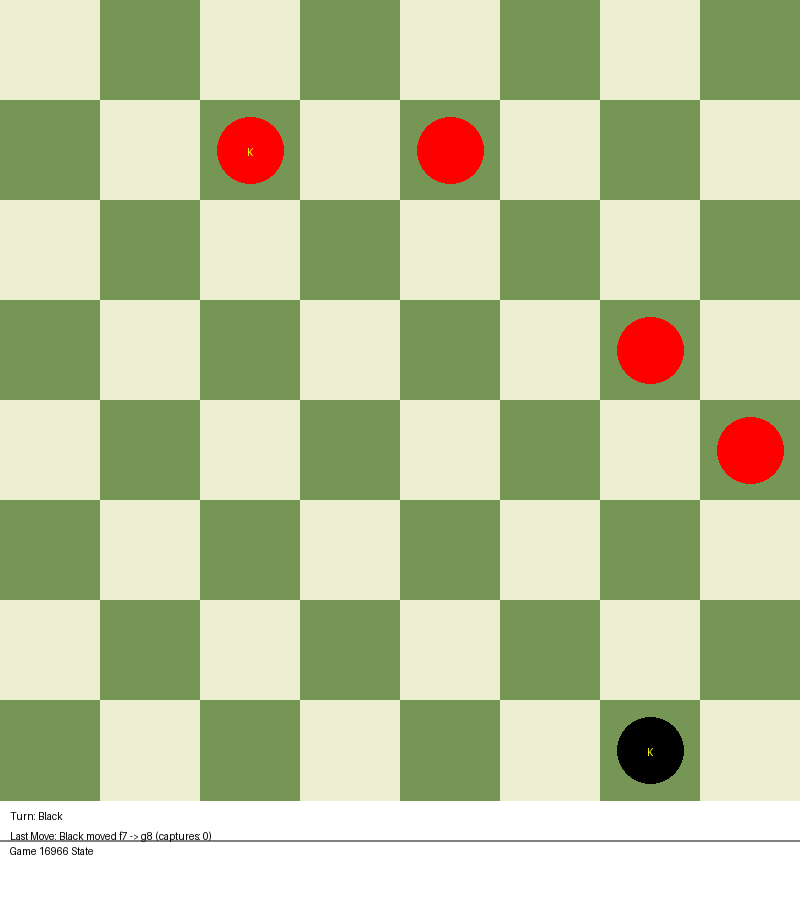 K
K
Turn: Black
Last Move: Black moved f7 -> g8 (captures: 0)
Game 16966 State